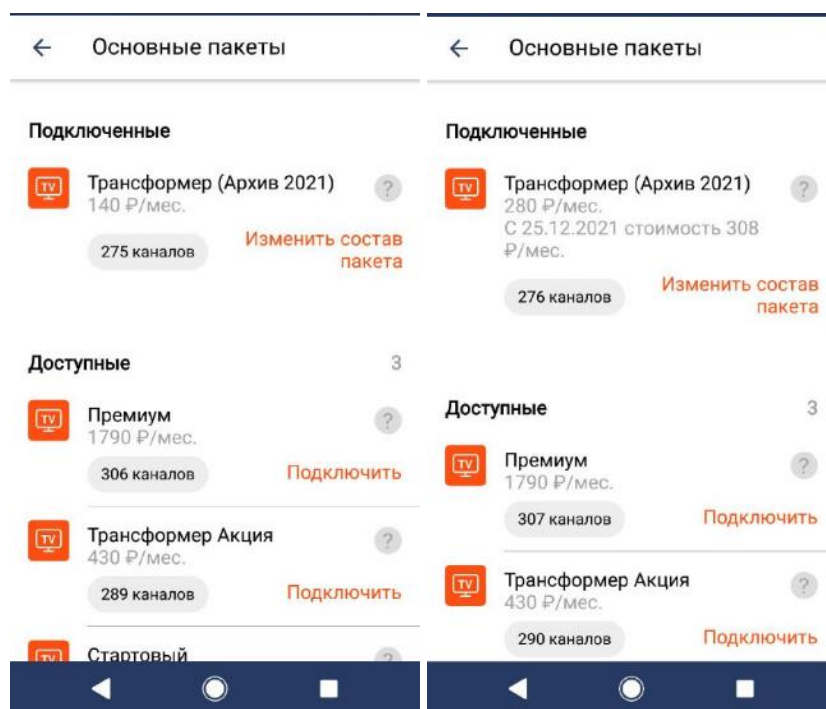 Основные пакеты
Подключенные
TV
Трансформер (Архив 2021)
?
140 ₽/мес.
275 каналов
Изменить состав
пакета
Доступные
3
TV
Премиум
?
1790 ₽/мес.
306 каналов
Подключить
TV
Трансформер Акция
?
430 ₽/мес.
289 каналов
Подключить
TV
Стартовый
?
Основные пакеты
Подключенные
TV
Трансформер (Архив 2021)
?
280 ₽/мес.
С 25.12.2021 стоимость 308
₽/мес.
276 каналов
Изменить состав
пакета
Доступные
3
TV
Премиум
?
1790 ₽/мес.
307 каналов
Подключить
TV
Трансформер Акция
?
430 ₽/мес.
290 каналов
Подключить